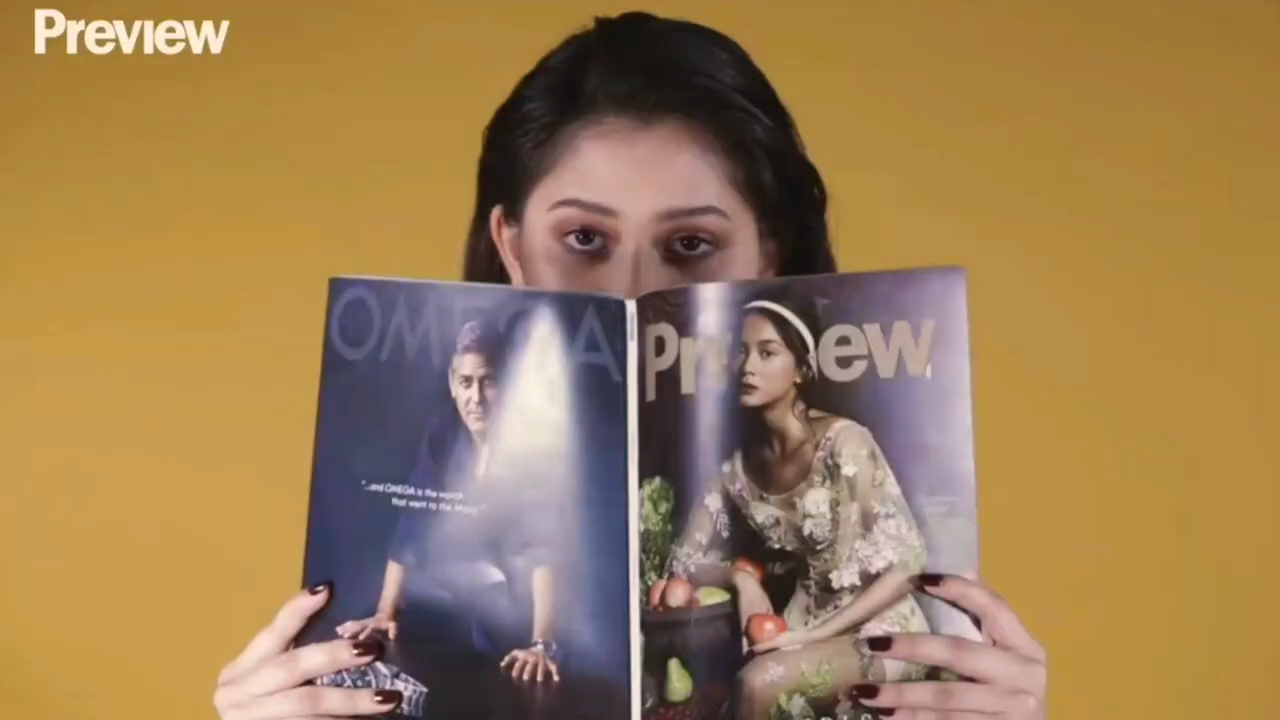 Preview
OMEGA
Preview
"...and OMEGA is the watch
that went to the Moon."